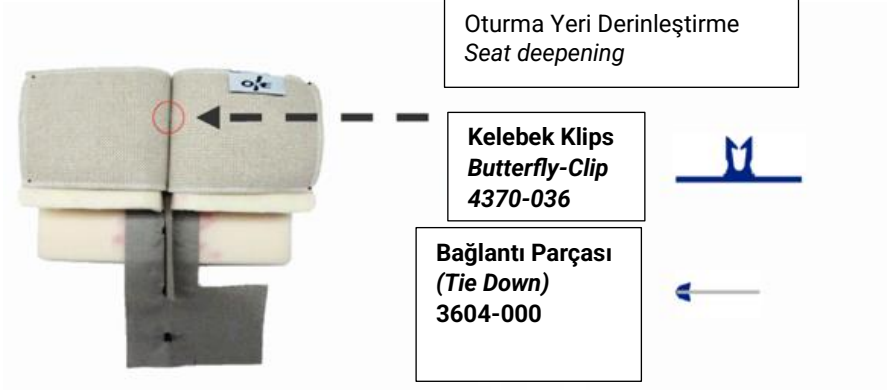 Oturma Yeri Derinleştirme
Seat deepening
Kelebek Klips
Butterfly-Clip
4370-036
Bağlantı Parçası
(Tie Down)
3604-000